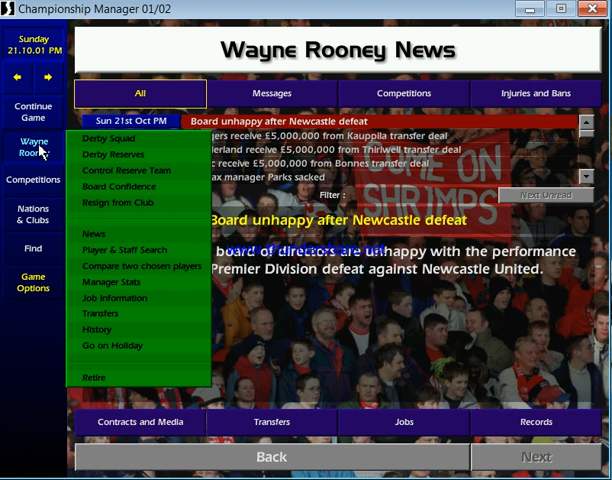 Championship Manager 01/02
Sunday
21.10.01 PM
Wayne Rooney News
All
Messages
Competitions
Injuries and Bans
Continue
Game
Wayne
Rooney
Competitions
Nations
& Clubs
Find
Game
Options
Sun 21st Oct PM
Board unhappy after Newcastle defeat
gers receive £5,000,000 from Kauppila transfer deal
derland receive £5,000,000 from Thirlwell transfer deal
c receive £5,000,000 from Bonnes transfer deal
ax manager Parks sacked
Filter :
Next Unread
Derby Squad
Derby Reserves
Control Reserve Team
Board Confidence
Resign from Club
News
Player & Staff Search
Compare two chosen players
Manager Stats
Job Information
Transfers
History
Go on Holiday
Retire
COME ON
SHRIMPS
Board unhappy after Newcastle defeat
board of directors are unhappy with the performance
Premier Division defeat against Newcastle United.
Contracts and Media
Transfers
Jobs
Records
Back
Next